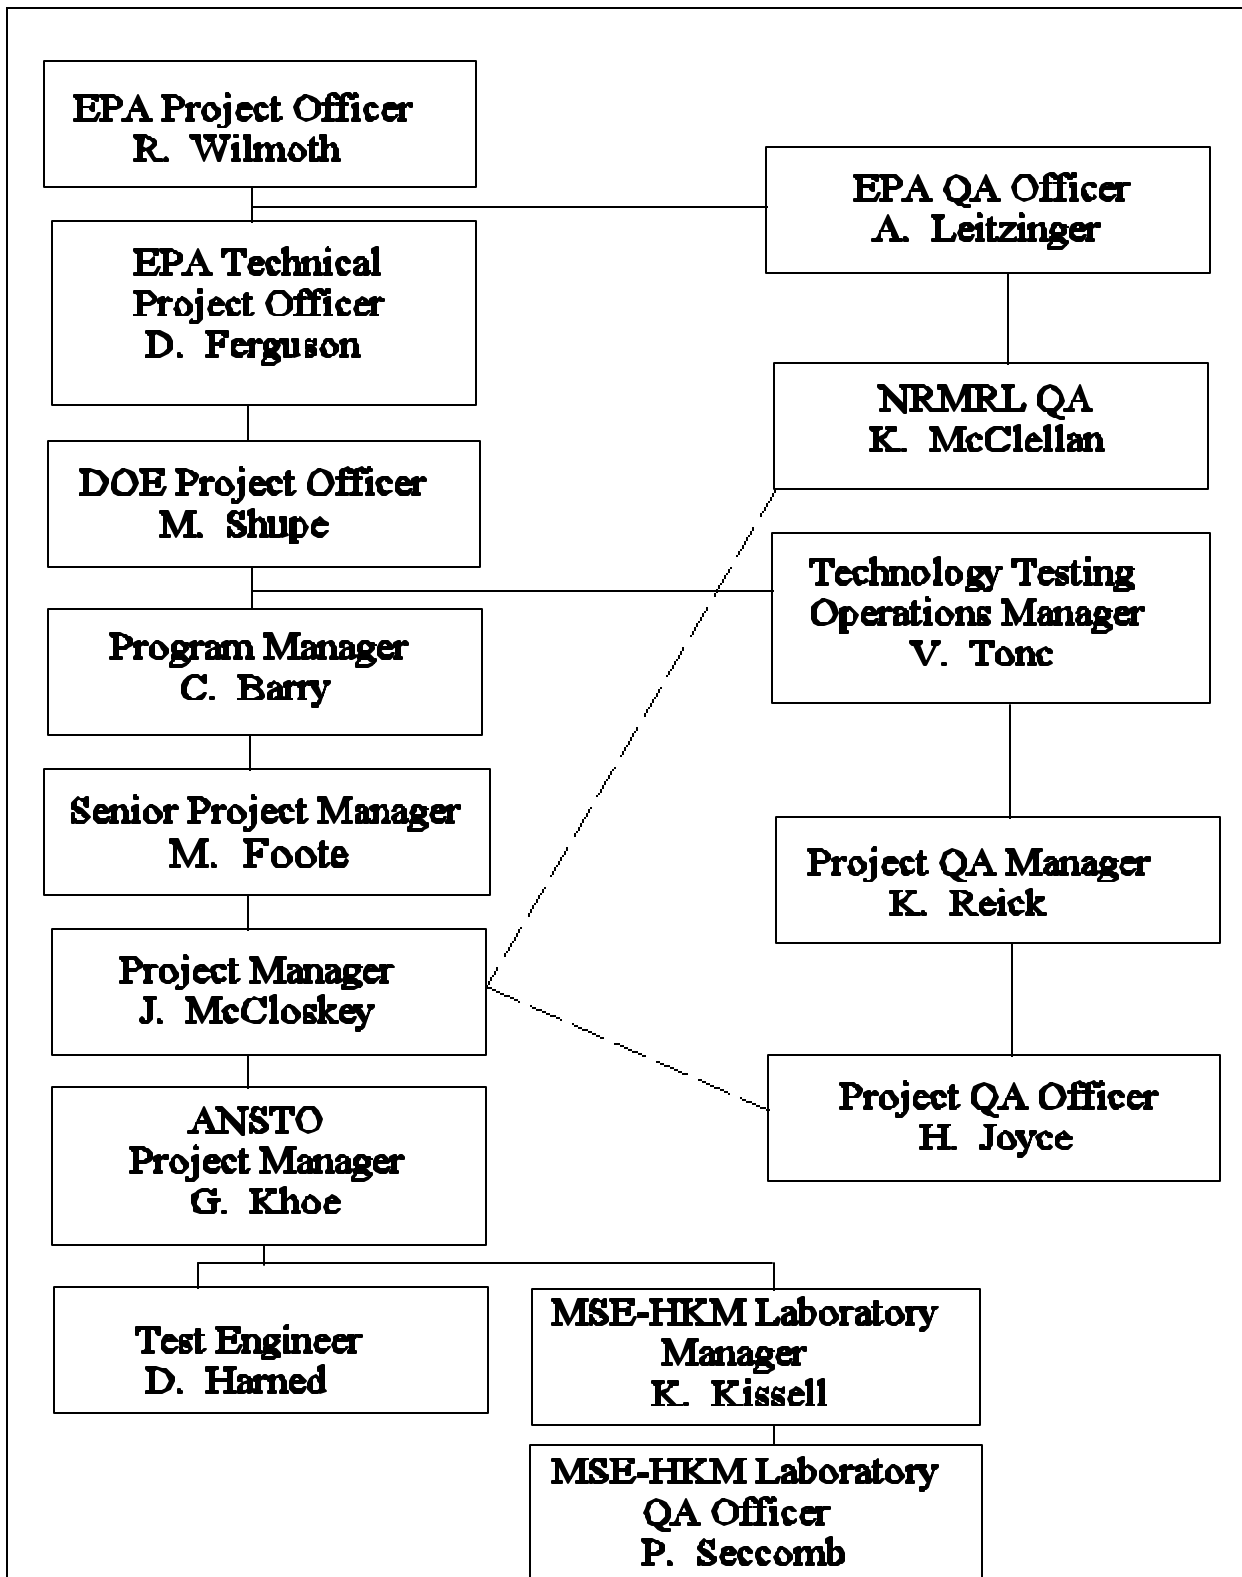 EPA Project Officer
R. Wilmoth
EPA QA Officer
A. Leitzinger
EPA Technical
Project Officer
D. Ferguson
NRMRL QA
K. McClellan
DOE Project Officer
M. Shupe
Technology Testing
Operations Manager
V. Tonc
Program Manager
C. Barry
Senior Project Manager
M. Foote
Project QA Manager
K. Reick
Project Manager
J. McCloskey
Project QA Officer
H. Joyce
ANSTO
Project Manager
G. Khoe
Test Engineer
D. Harned
MSE-HKM Laboratory
Manager
K. Kissell
MSE-HKM Laboratory
QA Officer
P. Seccomb